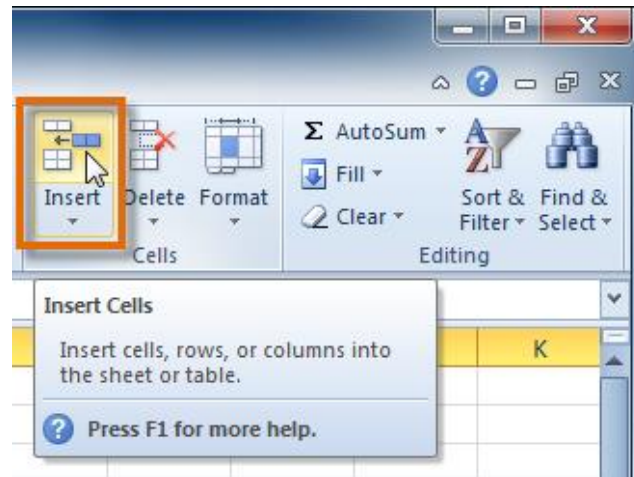 Σ AutoSum
Fill
Clear
Insert
Delete
Format
Sort &
Filter
Find &
Select
Cells
Editing
Insert Cells
Insert cells, rows, or columns into
the sheet or table.
? Press F1 for more help.
K